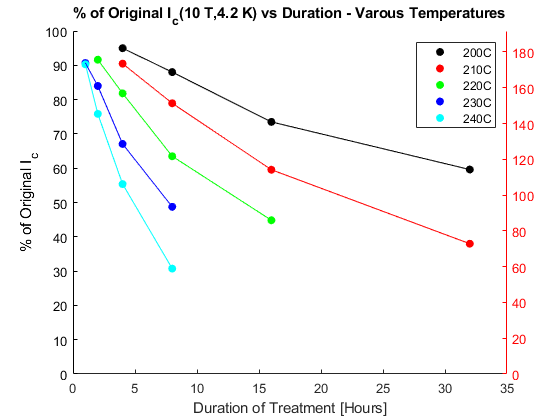 % of Original Ic(10 T,4.2 K) vs Duration - Varous Temperatures
100
90
80
70
60
50
40
30
20
10
0
% of Original Ic
200C
210C
220C
230C
240C
180
160
140
120
100
80
60
40
20
0
0 5 10 15 20 25 30 35
Duration of Treatment [Hours]